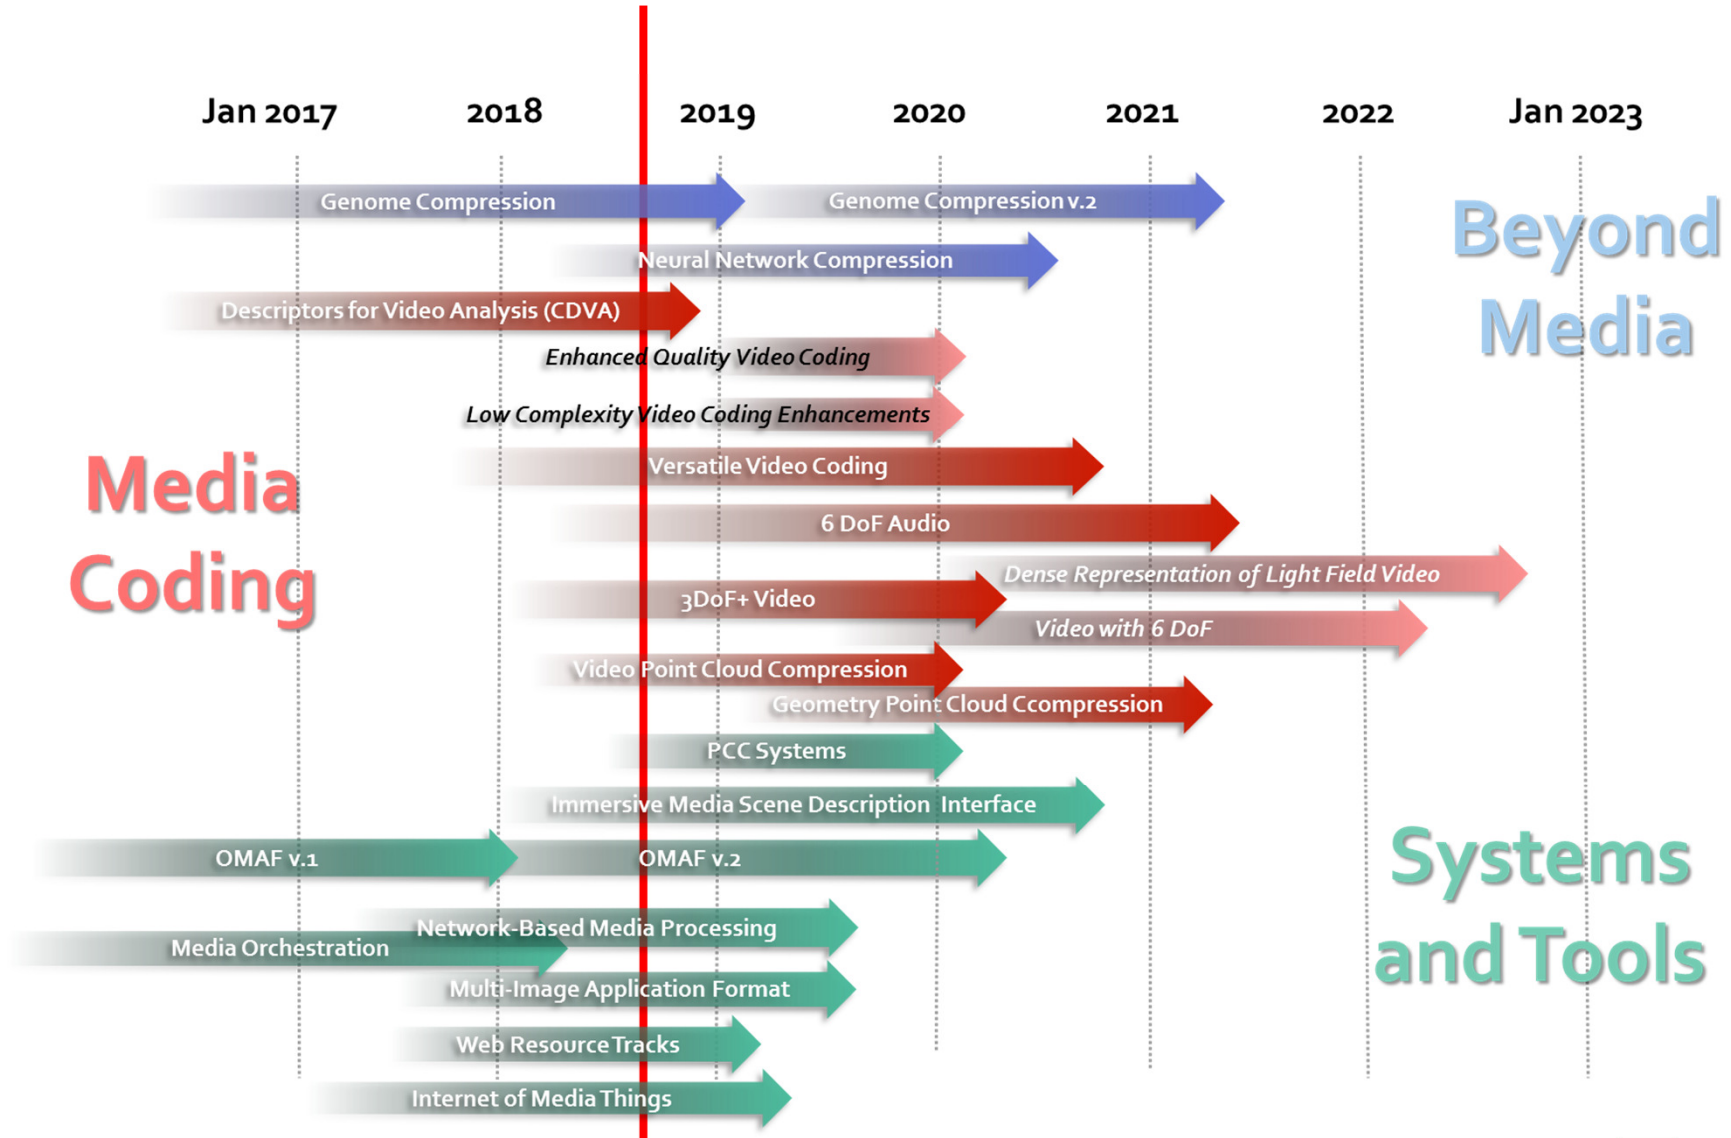 Jan 2017
2018
2019
2020
2021
2022
Jan 2023
Genome Compression
Genome Compression v.2
Neural Network Compression
Beyond
Media
Descriptors for Video Analysis (CDVA)
Enhanced Quality Video Coding
Low Complexity Video Coding Enhancements
Versatile Video Coding
Media
Coding
6 DoF Audio
Dense Representation of Light Field Video
3DoF+ Video
Video with 6 DoF
Video Point Cloud Compression
Geometry Point Cloud Ccompression
PCC Systems
Immersive Media Scene Description Interface
OMAF v.1
OMAF v.2
Systems
and Tools
Network-Based Media Processing
Media Orchestration
Multi-Image Application Format
Web Resource Tracks
Internet of Media Things